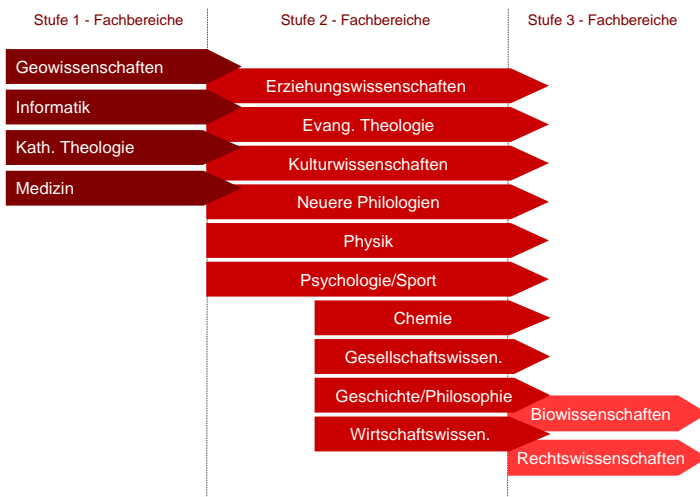 Stufe 1 - Fachbereiche
Stufe 2 - Fachbereiche
Stufe 3 - Fachbereiche
Geowissenschaften
Informatik
Kath. Theologie
Medizin
Erziehungswissenschaften
Evang. Theologie
Kulturwissenschaften
Neuere Philologien
Physik
Psychologie/Sport
Chemie
Gesellschaftswissen.
Geschichte/Philosophie
Wirtschaftswissen.
Biowissenschaften
Rechtswissenschaften